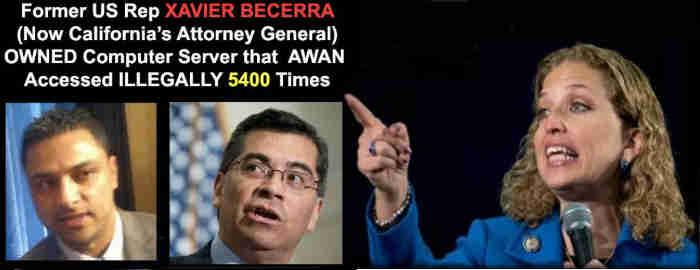 Former US Rep XAVIER BECERRA
(Now California's Attorney General)
OWNED Computer Server that AWAN
Accessed ILLEGALLY 5400 Times